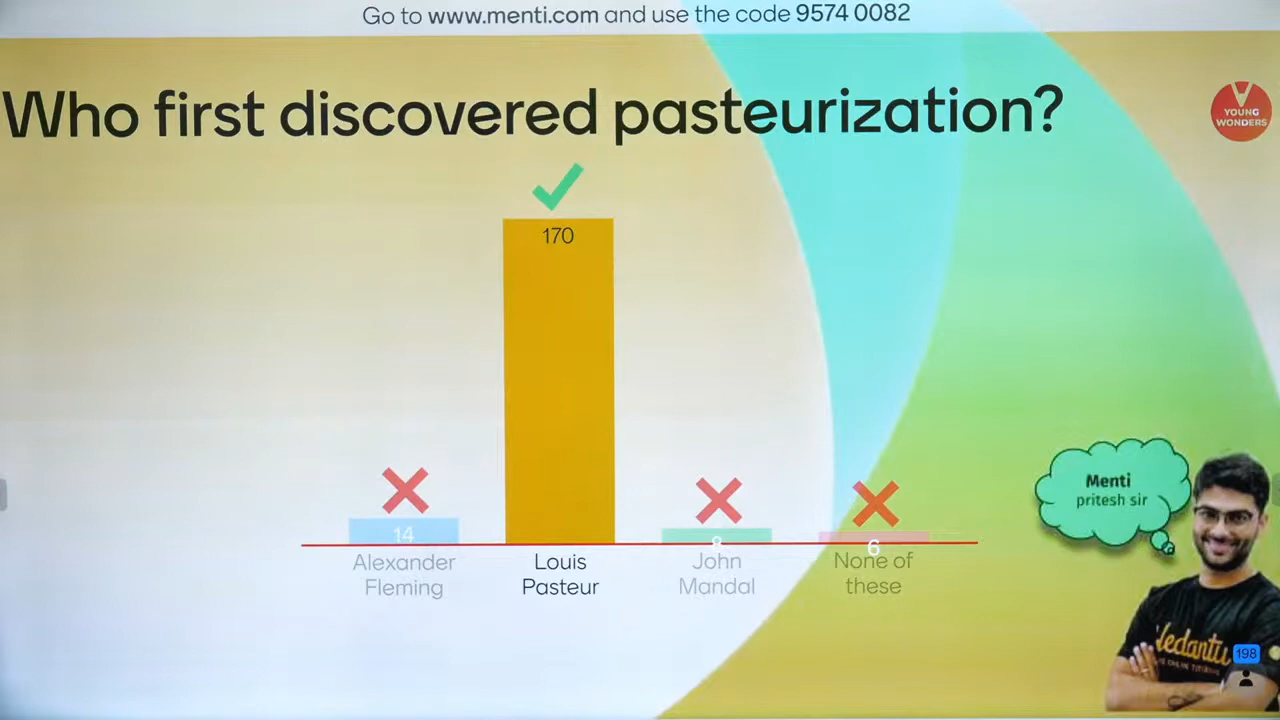 Go to www.menti.com and use the code 9574 0082
Who first discovered pasteurization?
YOUNG
WONDERS
170
14
8
6
Alexander
Fleming
Louis
Pasteur
John
Mandal
None of
these
Menti
pritesh sir
Vedantu
198